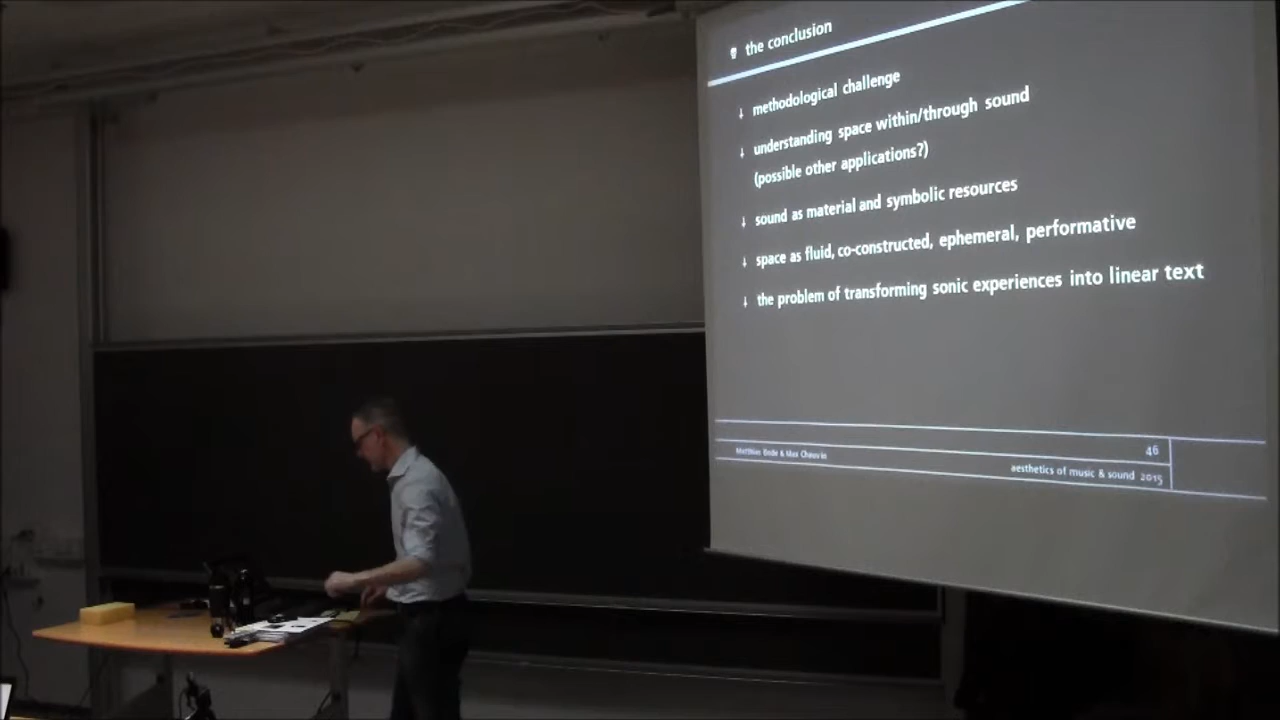 the conclusion
methodological challenge
understanding space within/through sound
(possible other applications?)
sound as material and symbolic resources
space as fluid, co-constructed, ephemeral, performative
the problem of transforming sonic experiences into linear text
46
Matthias & Max
aesthetics of music & sound 2015